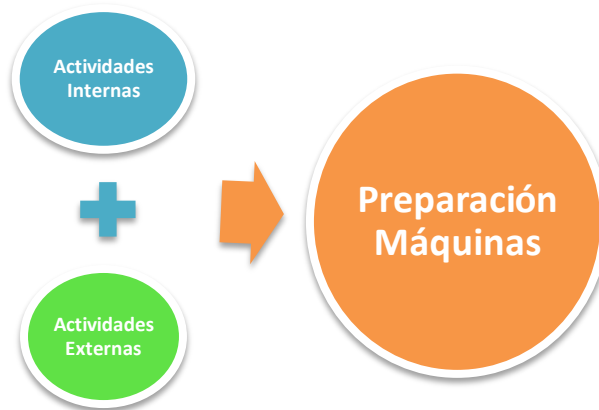 Actividades
Internas
Actividades
Externas
Preparación
Máquinas